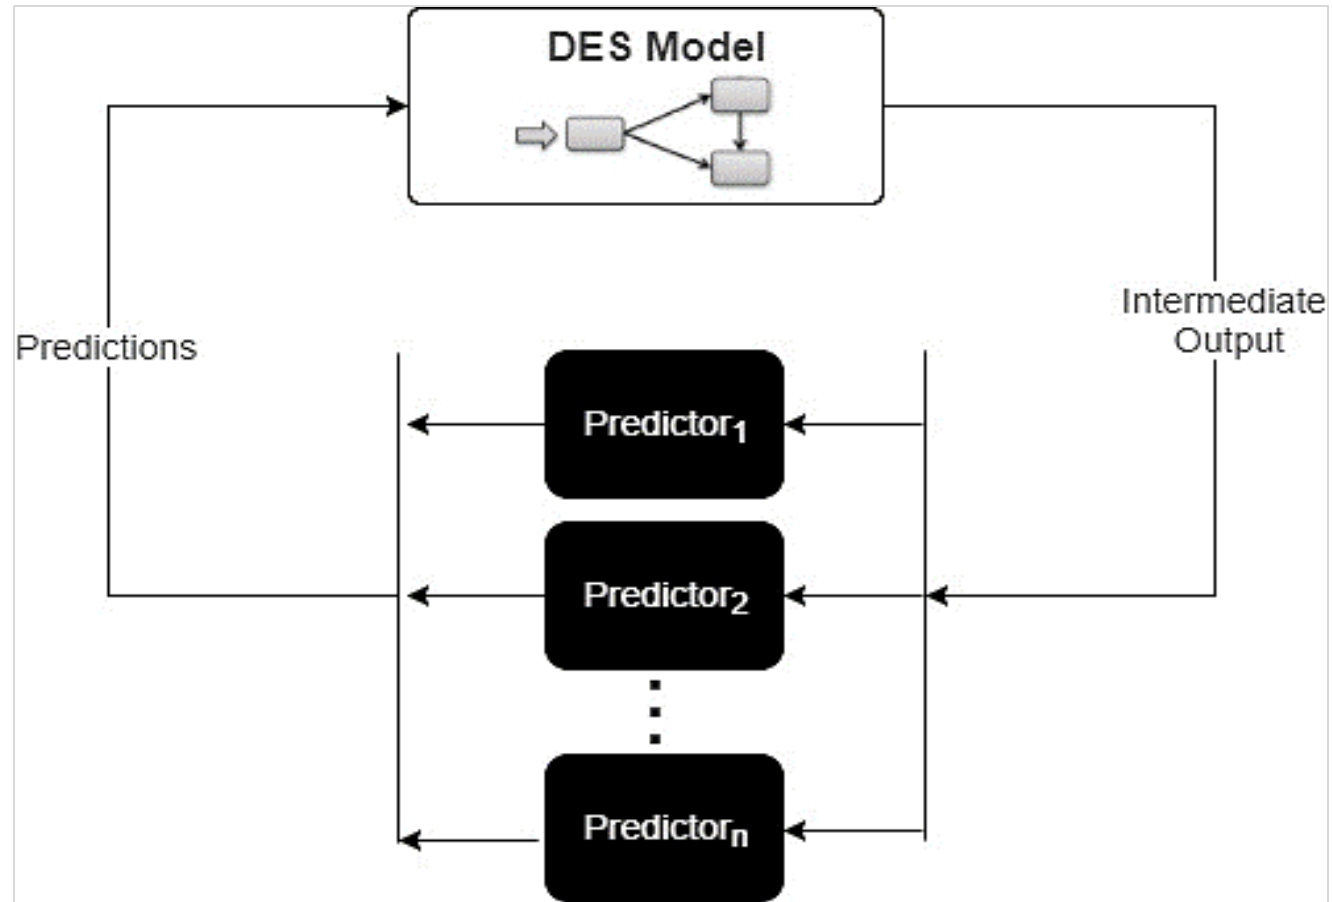 DES Model
Intermediate
Output
Predictions
Predictor1
Predictor2
Predictorn